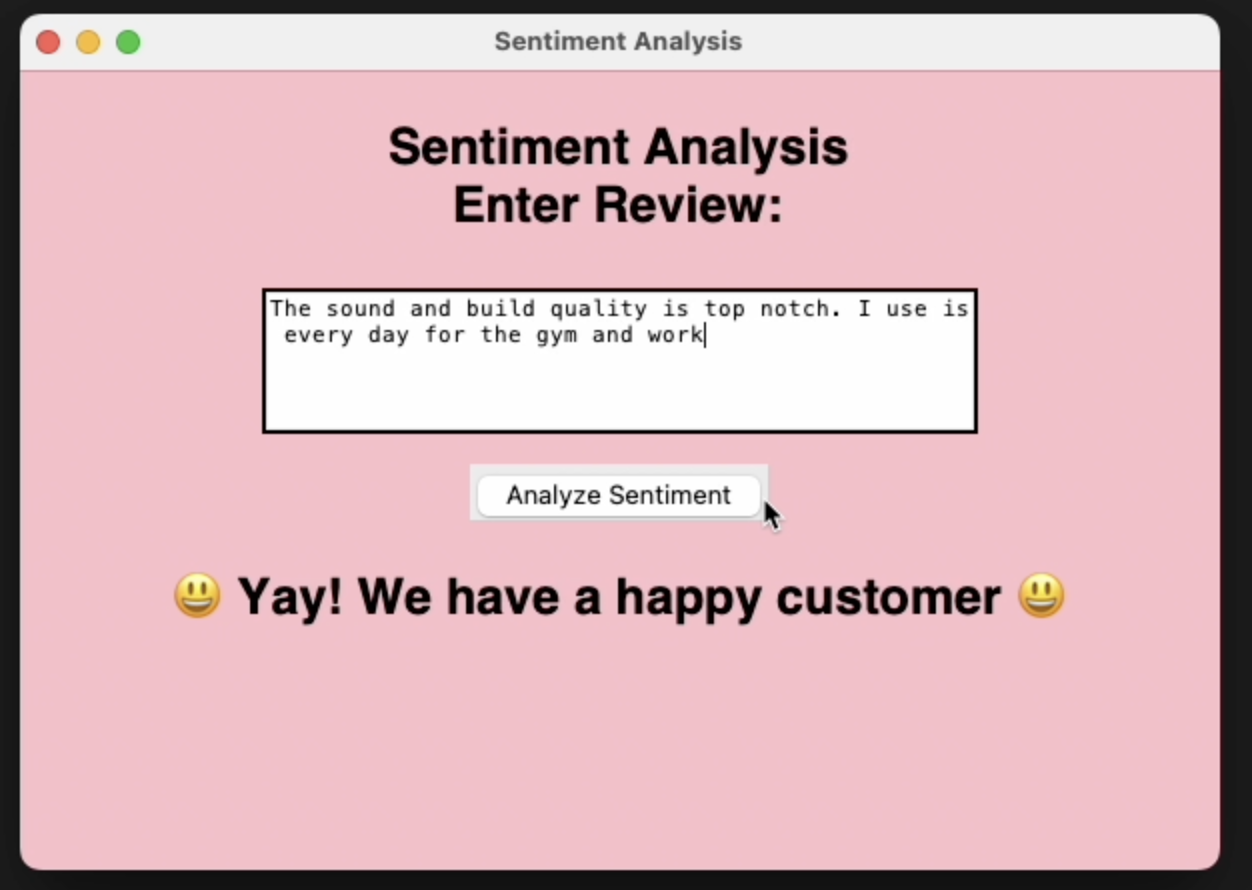 Sentiment Analysis
Sentiment Analysis
Enter Review:
The sound and build quality is top notch. I use is
every day for the gym and work
Analyze Sentiment
😃 Yay! We have a happy customer 😃